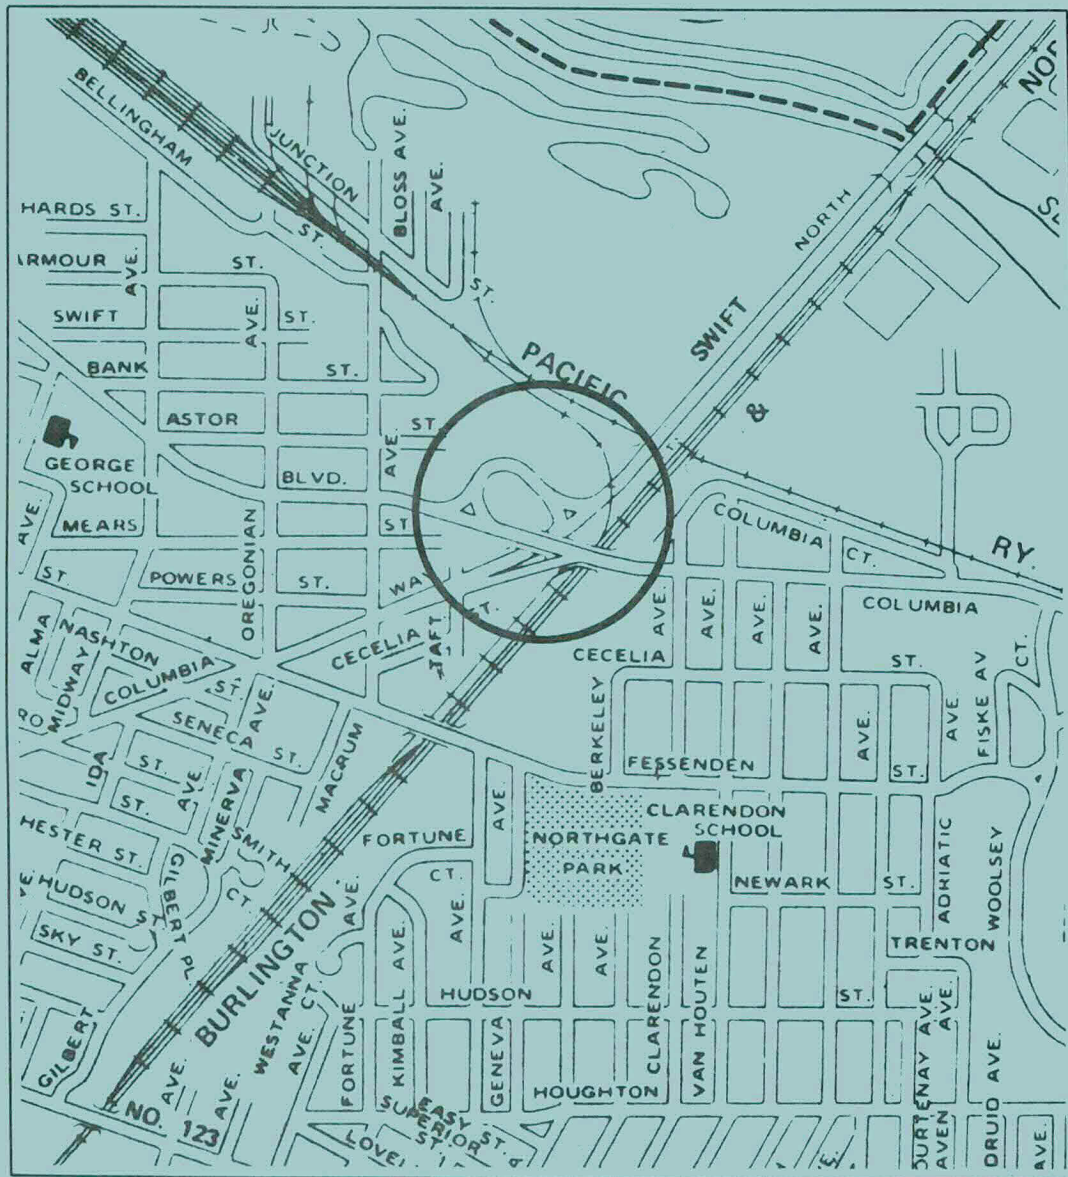 BELLINGHAM
JUNCTION
BLOSS AVE.
AVE.
NORTH
HARDS ST.
ST.
ARMOUR
AVE.
ST.
ST.
SWIFT
AVE.
ST.
SWIFT
BANK
ST.
PACIFIC
&
ASTOR
ST.
AVE.
GEORGE
SCHOOL
BLVD.
AVE.
MEARS
OREGONIAN
ST
COLUMBIA
CT.
RY.
ST.
POWERS
ST.
WAY
COLUMBIA
ALMA
MIDWAY
NASHTON
COLUMBIA
ST.
CECELIA
TAFT
ST.
AVE.
AVE.
AVE.
AVE.
CECELIA
ST.
FISKE AV
CT.
SENECA
ST.
AVE.
MACRUM
BERKELEY
AVE.
AVE.
IDA
ST.
AVE.
MINERVA
FESSENDEN
ST.
ST.
HESTER ST.
SMITH
CT.
FORTUNE
CT.
AVE.
NORTHGATE
PARK
CLARENDON
SCHOOL
ADRIATIC
WOOLSEY
HUDSON ST.
GILBERT PL.
NEWARK
ST.
SKY ST.
BURLINGTON
AVE.
AVE.
AVE.
AVE.
TRENTON
GILBERT
WESTANNA
AVE.
CT.
FORTUNE
KIMBALL AVE.
HUDSON
ST.
GENEVA
CLARENDON
VAN HOUTEN
HOUGHTON
AVE.
AVE.
DRUID AVE.
AVE.
NO. 123
AVE.
AVE.
EASY ST.
SUPERIOR
ST.